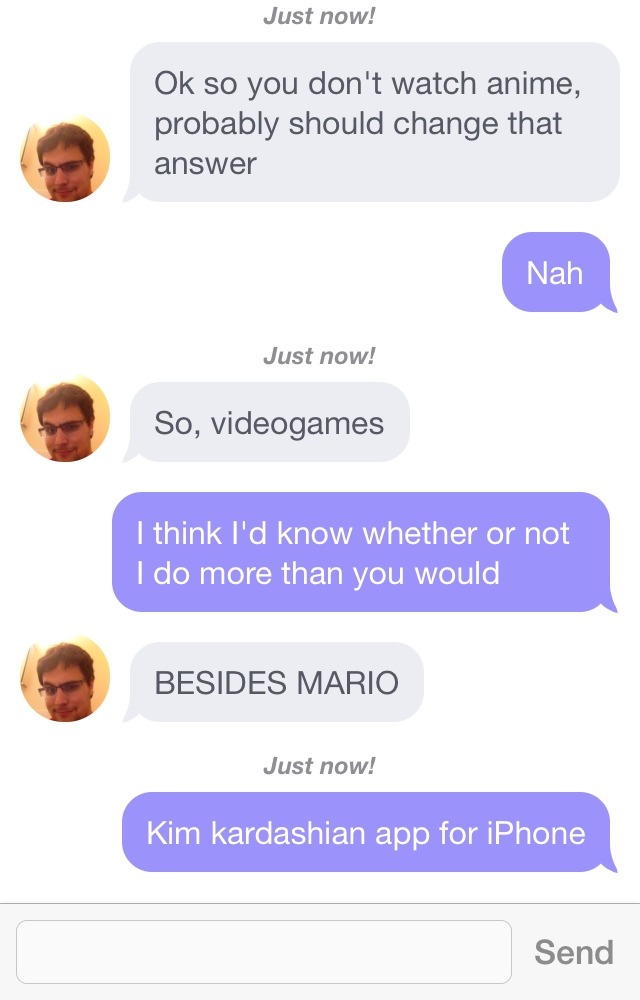 Just now!
Ok so you don't watch anime,
probably should change that
answer
Nah
Just now!
So, videogames
I think I'd know whether or not
I do more than you would
BESIDES MARIO
Just now!
Kim kardashian app for iPhone
Send